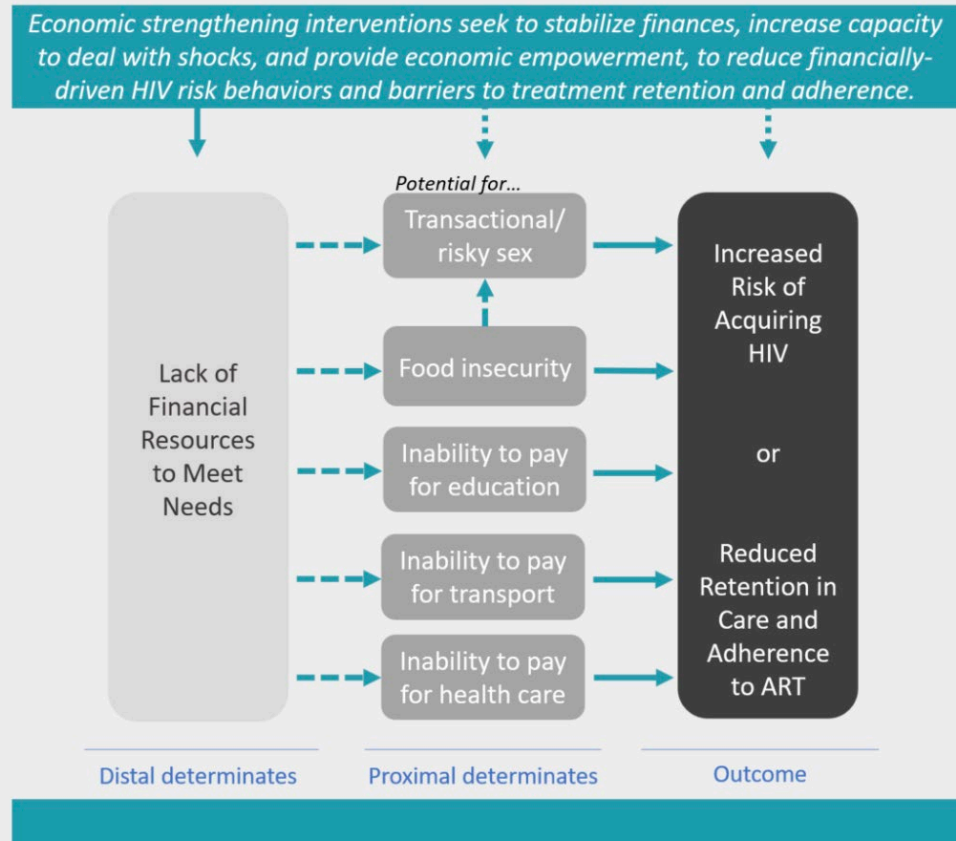 Economic strengthening interventions seek to stabilize finances, increase capacity
to deal with shocks, and provide economic empowerment, to reduce financially-
driven HIV risk behaviors and barriers to treatment retention and adherence.
Potential for...
Transactional/
risky sex
Food insecurity
Inability to pay
for education
Inability to pay
for transport
Inability to pay
for health care
Lack of
Financial
Resources
to Meet
Needs
Increased
Risk of
Acquiring
HIV
or
Reduced
Retention in
Care and
Adherence
to ART
Distal determinates
Proximal determinates
Outcome